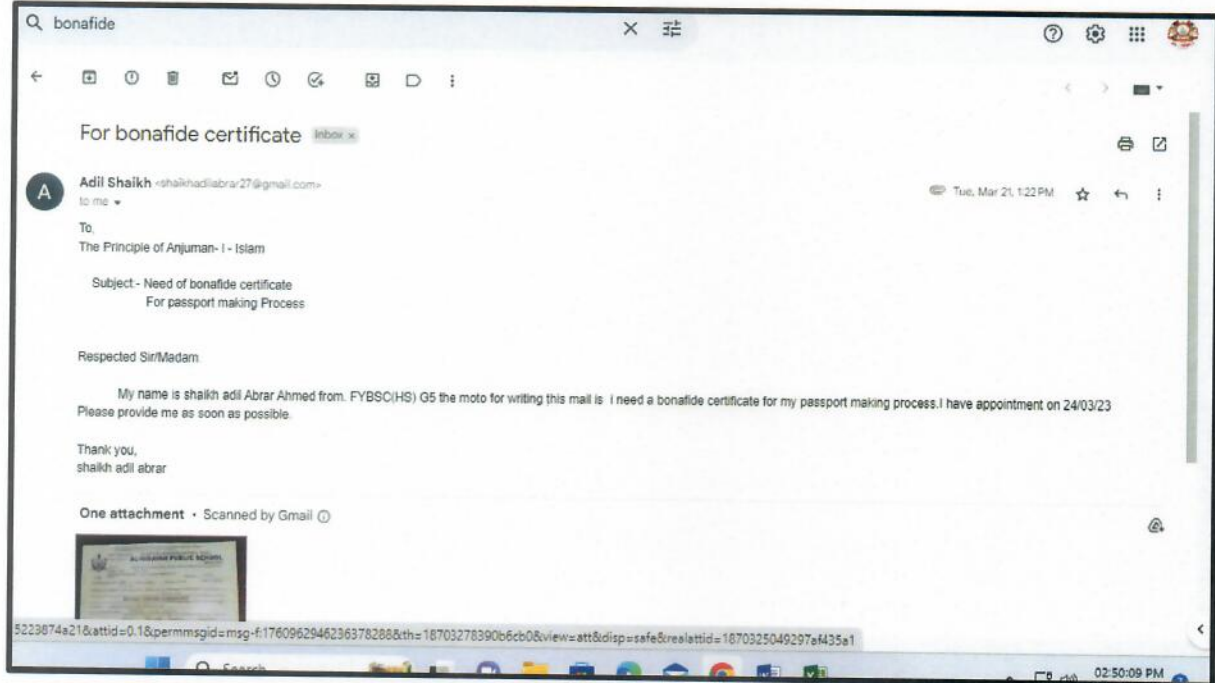 bonafide
For bonafide certificate Inbox x
A
Adil Shaikh <shaikhadilabrar27@gmail.com>
Tue, Mar 21, 1:22 PM
to me
To,
The Principle of Anjuman- I - Islam
Subject:- Need of bonafide certificate
For passport making Process
Respected Sir/Madam
My name is shaikh adil Abrar Ahmed from. FYBSC(HS) G5 the moto for writing this mail is i need a bonafide certificate for my passport making process.I have appointment on 24/03/23
Please provide me as soon as possible.
Thank you,
shaikh adil abrar
One attachment • Scanned by Gmail
PUBLIC SCHOOL
5223874a21&attid=0.1&permmsgid=msg-f:1760962946236378288&th=18703278390b6cb0&view=att&disp=safe&realattid=1870325049297af435a1
Search
02:50:09 PM